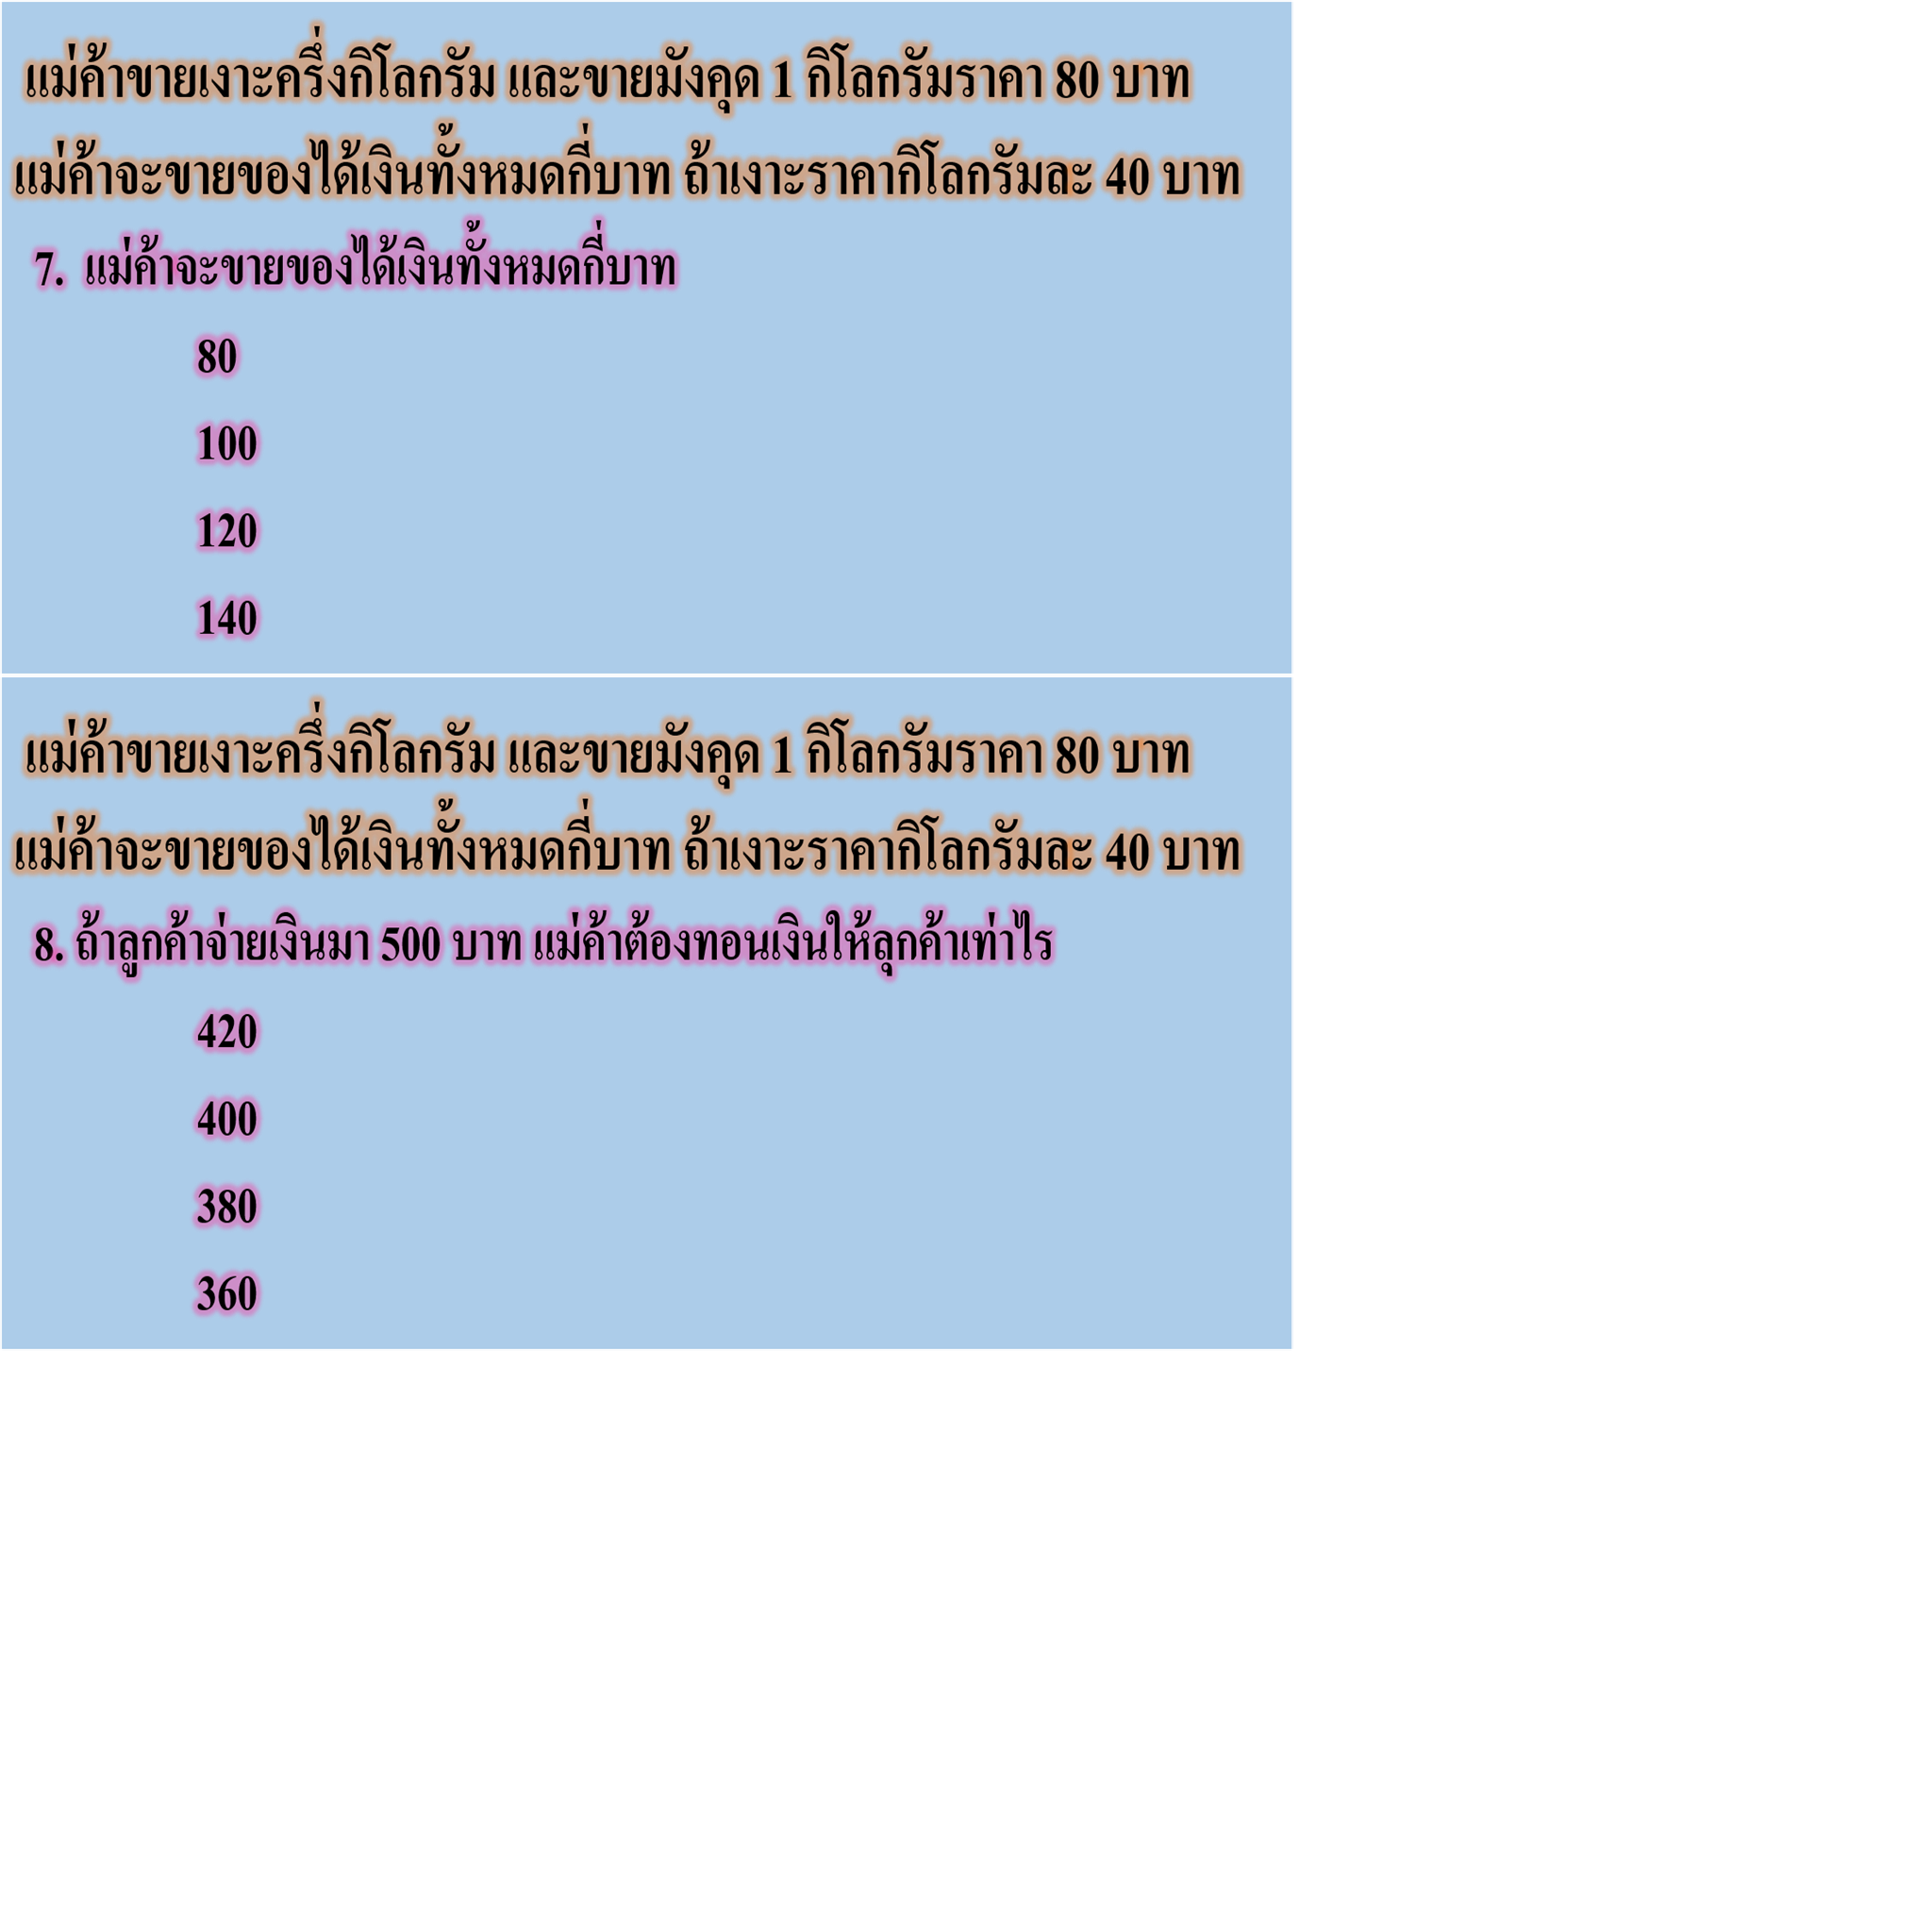 แม่ค้าขายเงาะครึ่งกิโลกรัม และขายมังคุด 1 กิโลกรัมราคา 80 บาท
แม่ค้าจะขายของได้เงินทั้งหมดกี่บาท ถ้าเงาะราคากิโลกรัมละ 40 บาท
7. แม่ค้าจะขายของได้เงินทั้งหมดกี่บาท
80
100
120
140
แม่ค้าขายเงาะครึ่งกิโลกรัม และขายมังคุด 1 กิโลกรัมราคา 80 บาท
แม่ค้าจะขายของได้เงินทั้งหมดกี่บาท ถ้าเงาะราคากิโลกรัมละ 40 บาท
8. ถ้าลูกค้าจ่ายเงินมา 500 บาท แม่ค้าต้องทอนเงินให้ลุกค้าเท่าไร
420
400
380
360